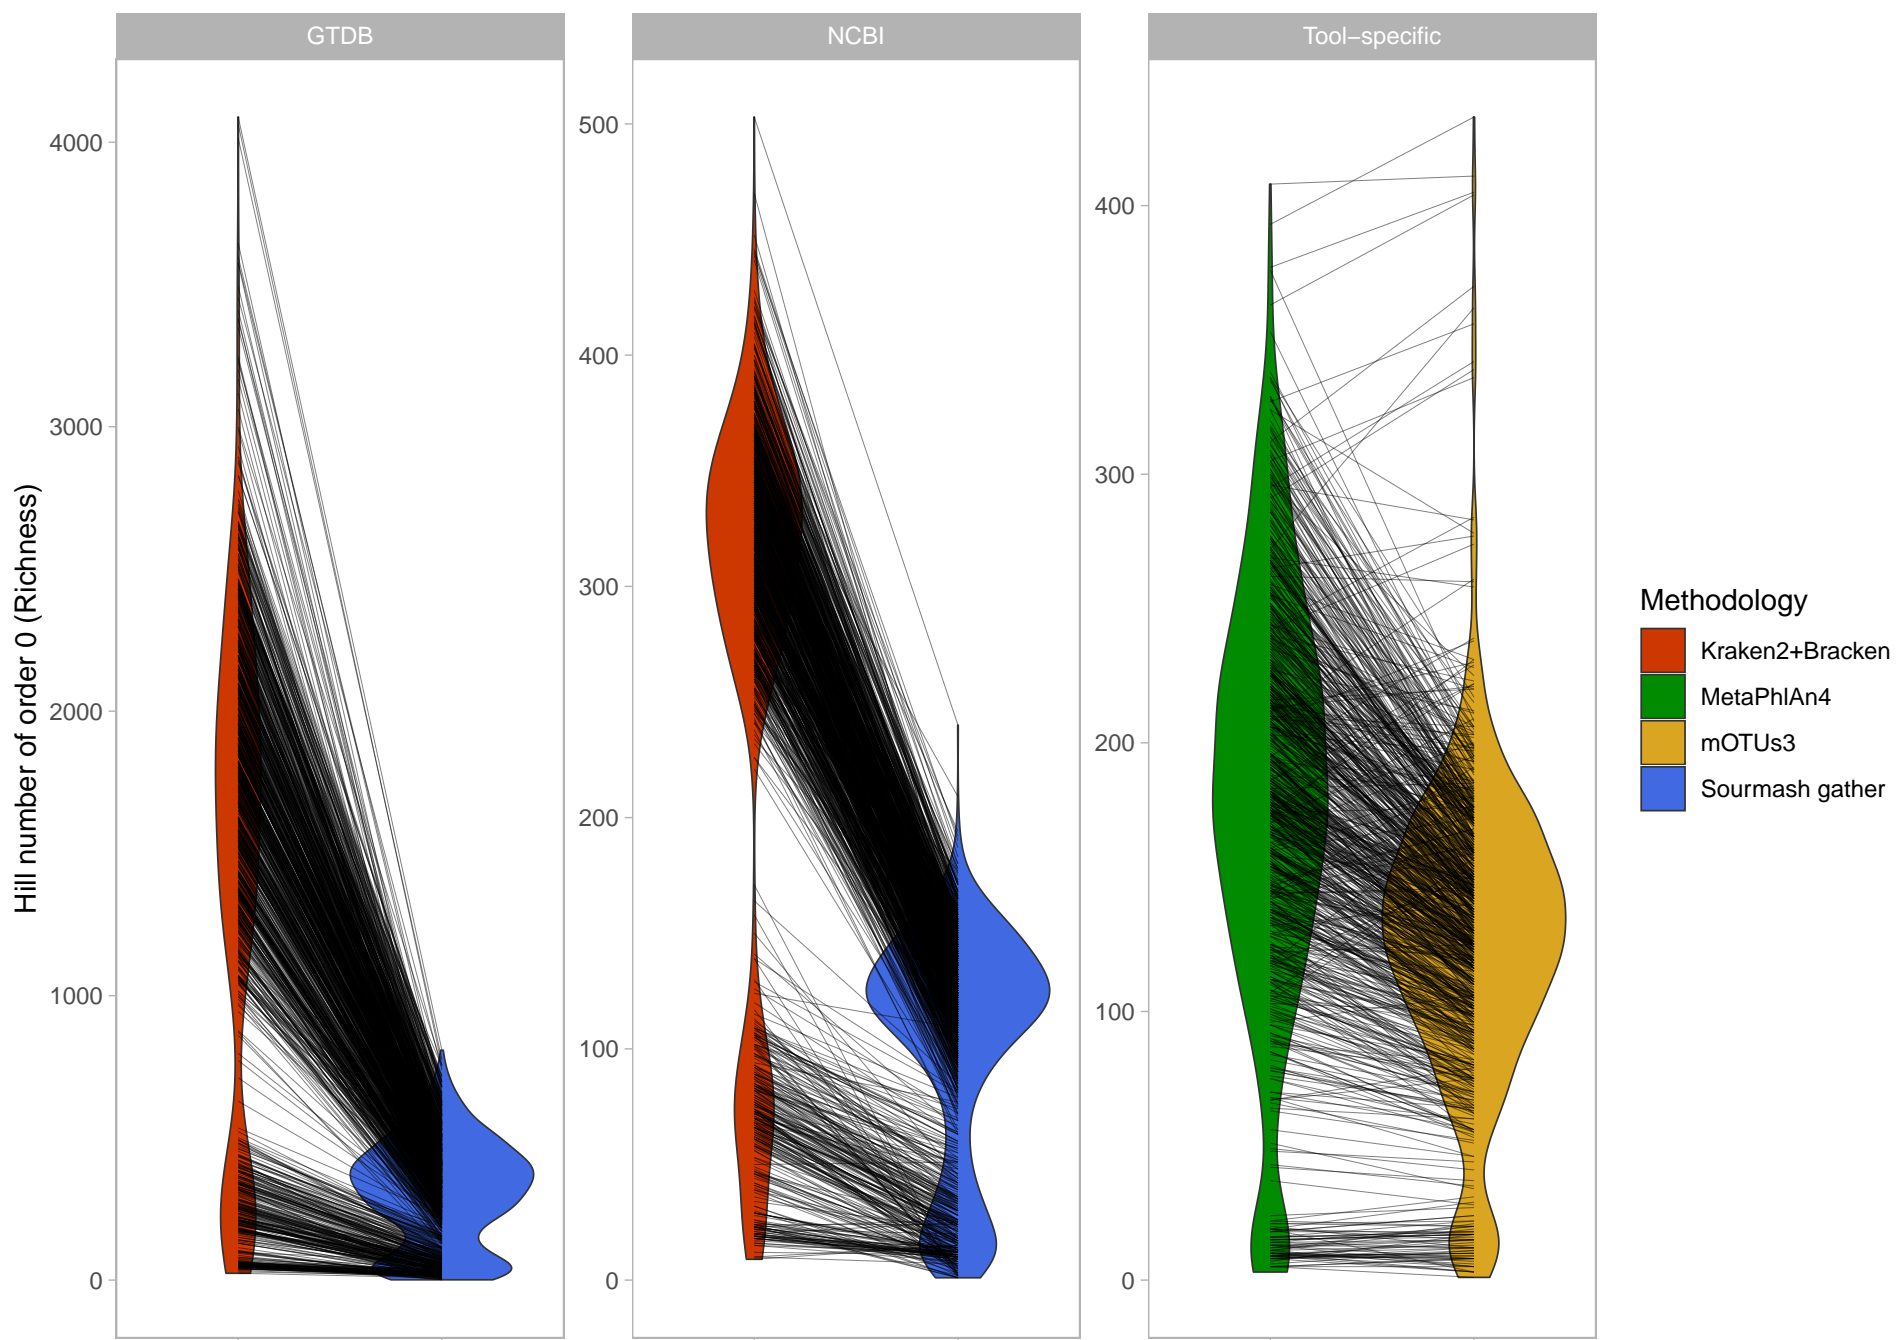 GTDB
NCBI
Tool−specific
Hill number of order 0 (Richness)
4000
3000
2000
1000
0
500
400
300
200
100
0
400
300
200
100
0
Methodology
Kraken2+Bracken
MetaPhlAn4
mOTUs3
Sourmash gather